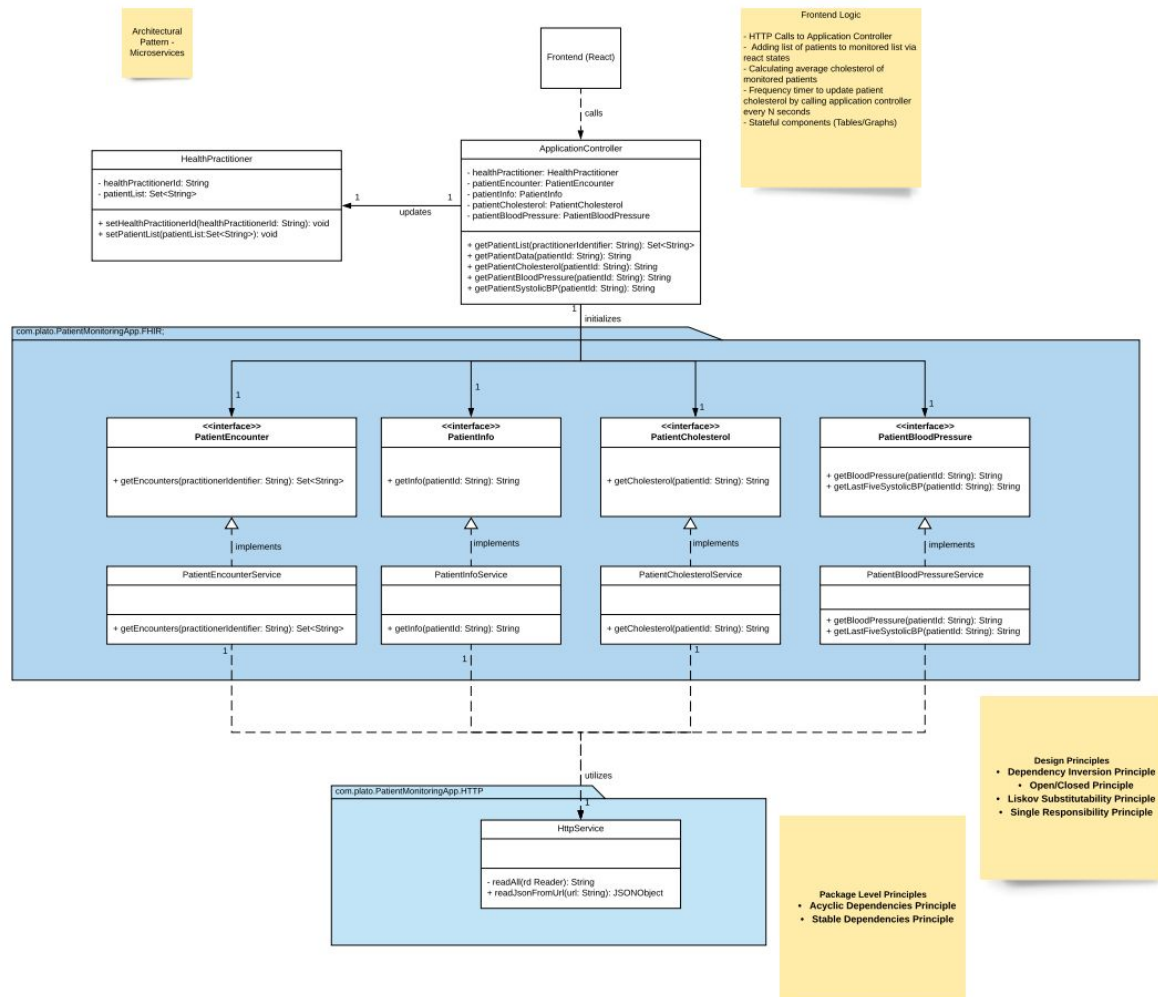 Architectural
Pattern -
Microservices
Frontend (React)
Frontend Logic
- HTTP Calls to Application Controller
-  Adding list of patients to monitored list via
react states
- Calculating average cholesterol of
monitored patients
- Frequency timer to update patient
cholesterol by calling application controller
every N seconds
- Stateful components (Tables/Graphs)
calls
HealthPractitioner
- healthPractitionerId: String
- patientList: Set<String>
+ setHealthPractitionerId(healthPractitionerId: String): void
+ setPatientList(patientList:Set<String>): void
1
1
updates
ApplicationController
- healthPractitioner: HealthPractitioner
- patientEncounter: PatientEncounter
- patientInfo: PatientInfo
- patientCholesterol: PatientCholesterol
- patientBloodPressure: PatientBloodPressure
+ getPatientList(practitionerIdentifier: String): Set<String>
+ getPatientData(patientId: String): String
+ getPatientCholesterol(patientId: String): String
+ getPatientBloodPressure(patientId: String): String
+ getPatientSystolicBP(patientId: String): String
1
initializes
com.plato.PatientMonitoringApp.FHIR;
1
1
1
1
<<interface>>
PatientEncounter
+ getEncounters(practitionerIdentifier: String): Set<String>
<<interface>>
PatientInfo
+ getInfo(patientId: String): String
<<interface>>
PatientCholesterol
+ getCholesterol(patientId: String): String
<<interface>>
PatientBloodPressure
+ getBloodPressure(patientId: String): String
+ getLastFiveSystolicBP(patientId: String): String
implements
implements
implements
implements
PatientEncounterService
+ getEncounters(practitionerIdentifier: String): Set<String>
PatientInfoService
+ getInfo(patientId: String): String
PatientCholesterolService
+ getCholesterol(patientId: String): String
PatientBloodPressureService
+ getBloodPressure(patientId: String): String
+ getLastFiveSystolicBP(patientId: String): String
1
1
1
utilizes
com.plato.PatientMonitoringApp.HTTP
1
HttpService
- readAll(rd Reader): String
+ readJsonFromUrl(url: String): JSONObject
Design Principles
• Dependency Inversion Principle
• Open/Closed Principle
• Liskov Substitutability Principle
• Single Responsibility Principle
Package Level Principles
• Acyclic Dependencies Principle
• Stable Dependencies Principle